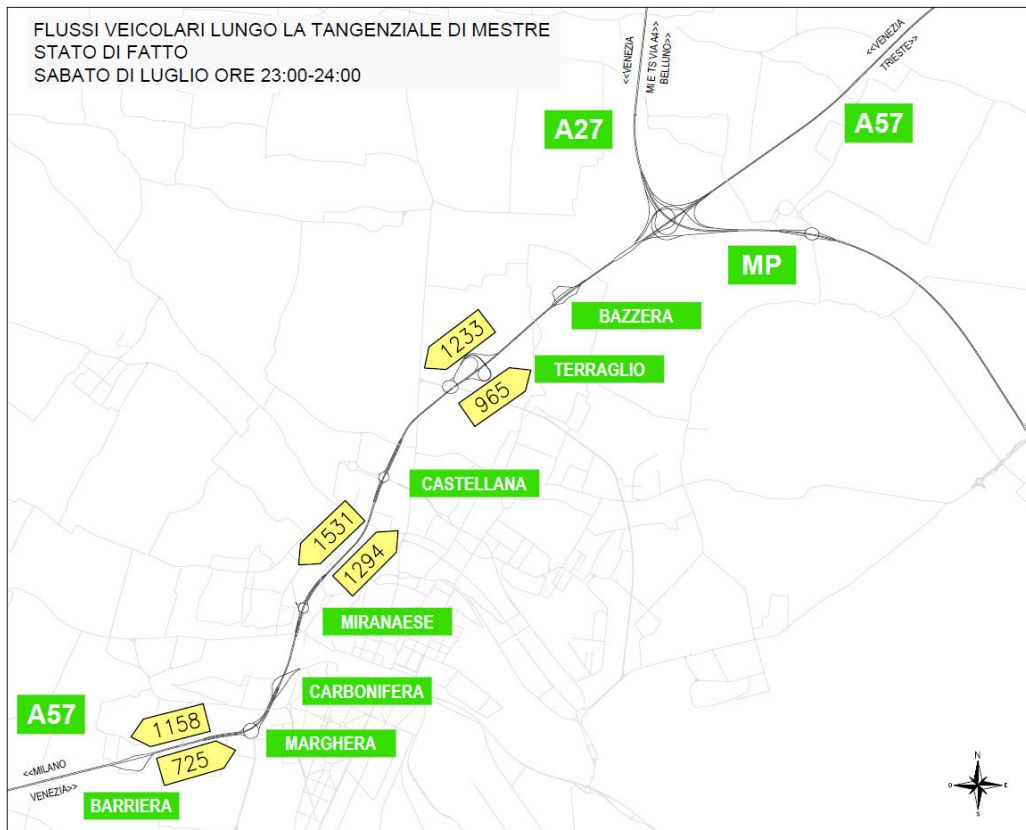 FLUSSI VEICOLARI LUNGO LA TANGENZIALE DI MESTRE
STATO DI FATTO
SABATO DI LUGLIO ORE 23:00-24:00
<<VENEZIA
MI E TS VIA A4>>
BELLUNO>>
<<VENEZIA
TRIESTE>>
A27
A57
MP
BAZZERA
1233
TERRAGLIO
965
CASTELLANA
1531
1294
MIRANAESE
CARBONIFERA
A57
1158
MARGHERA
725
<<MILANO
VENEZIA>>
BARRIERA
N
O
E
S